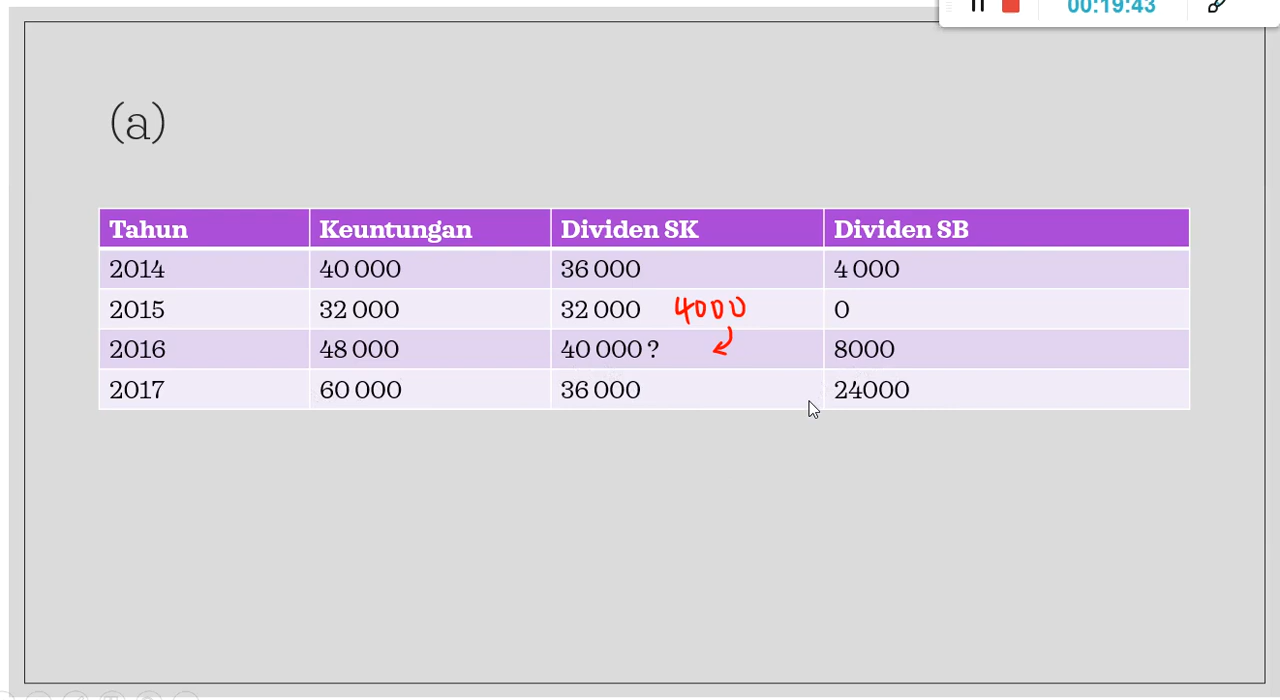 00:19:43
(a)
Tahun Keuntungan Dividen SK Dividen SB
2014 40 000 36 000 4 000
2015 32 000 32 000 4000 0
2016 48 000 40 000 ? 8000
2017 60 000 36 000 24000